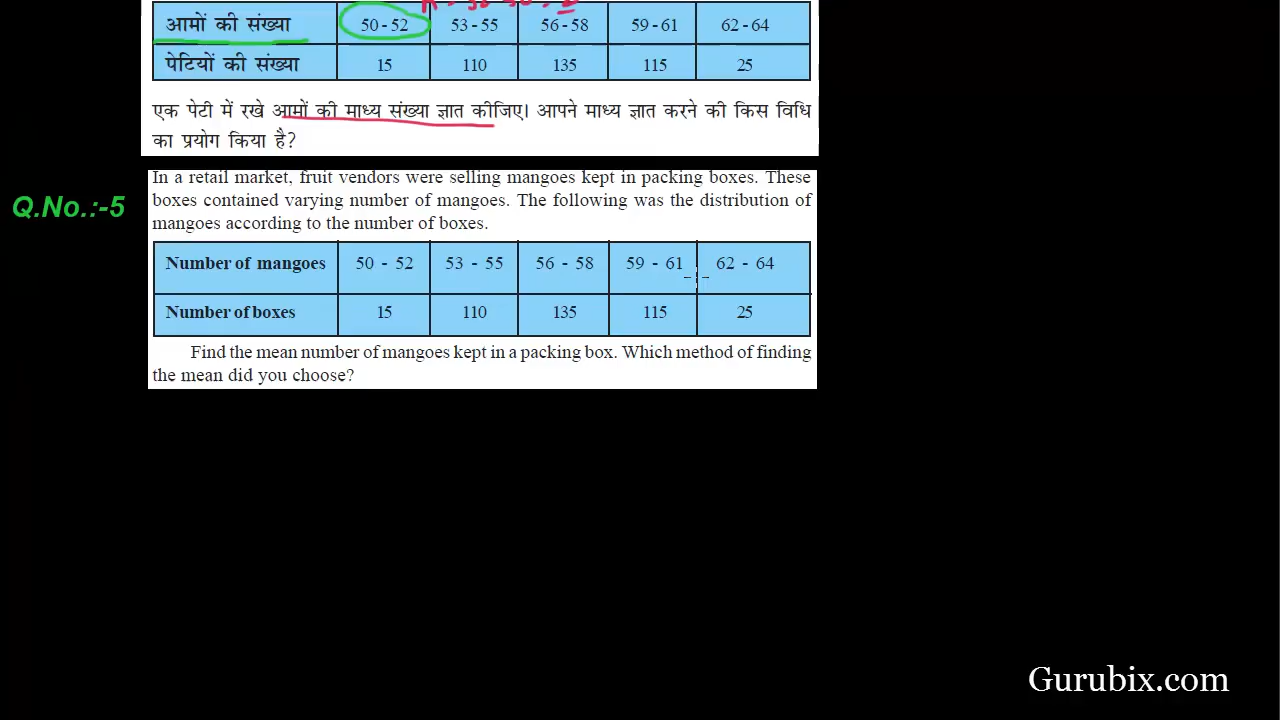 आमों की संख्या 50 - 52 53 - 55 56 - 58 59 - 61 62 - 64
पेटियों की संख्या 15 110 135 115 25
एक पेटी में रखे आमों की माध्य संख्या ज्ञात कीजिए। आपने माध्य ज्ञात करने की किस विधि
का प्रयोग किया है?
Q.No.:-5
In a retail market, fruit vendors were selling mangoes kept in packing boxes. These
boxes contained varying number of mangoes. The following was the distribution of
mangoes according to the number of boxes.
Number of mangoes 50 - 52 53 - 55 56 - 58 59 - 61 62 - 64
Number of boxes 15 110 135 115 25
Find the mean number of mangoes kept in a packing box. Which method of finding
the mean did you choose?
Gurubix.com